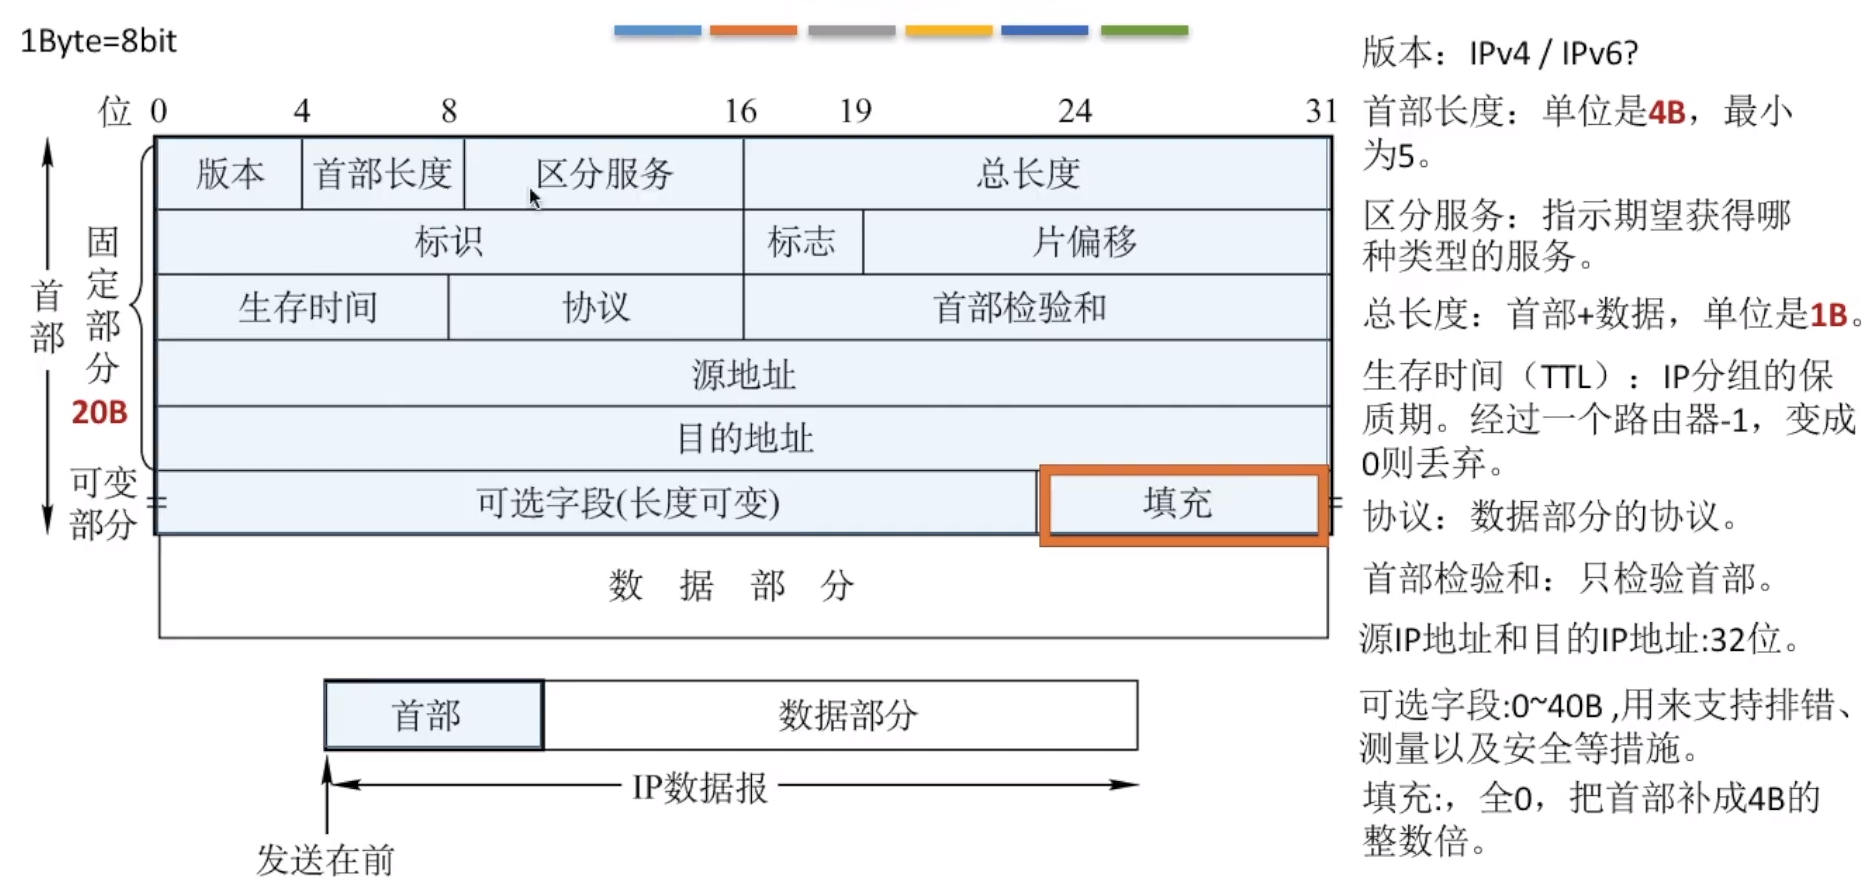 1Byte=8bit
位 0 4 8 16 19 24 31
版本 首部长度 区分服务 总长度
标识 标志 片偏移
生存时间 协议 首部检验和
源地址
目的地址
可选字段(长度可变) 填充
数 据 部 分
首部
固定部分
20B
可变
部分
首部 数据部分
IP数据报
发送在前
版本：IPv4 / IPv6?
首部长度：单位是4B，最小
为5。
区分服务：指示期望获得哪
种类型的服务。
总长度：首部+数据，单位是1B。
生存时间（TTL）：IP分组的保
质期。经过一个路由器-1，变成
0则丢弃。
协议：数据部分的协议。
首部检验和：只检验首部。
源IP地址和目的IP地址:32位。
可选字段:0~40B ,用来支持排错、
测量以及安全等措施。
填充:，全0，把首部补成4B的
整数倍。